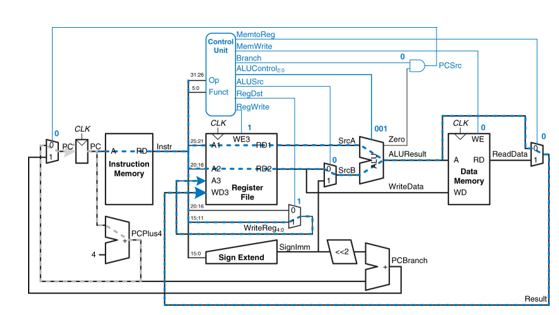 MemtoReg
Control
Unit
MemWrite
Branch
0
ALUControl2:0
PCSrc
31:26
Op
ALUSrc
5:0
Funct
RegDst
RegWrite
CLK
CLK
CLK
0
1
001
0
0
0
1
PC'
PC
A
RD
Instr
25:21
A1
WE3
RD1
SrcA
Zero
WE
0
1
Instruction
Memory
20:16
A2
RD2
0
1
SrcB
ALU
ALUResult
A
RD
ReadData
A3
Data
Memory
WD3
Register
File
WriteData
WD
20:16
0
1
15:11
1
WriteReg4:0
PCPlus4
+
4
SignImm
15:0
Sign Extend
<<2
+
PCBranch
Result